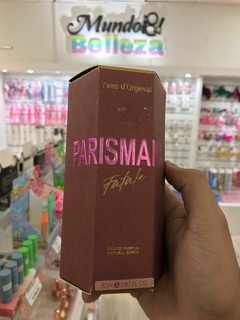 Mundo
Belleza
Yves d'Orgeval
PARISMAI
Fatale
EAU DE PARFUM
NATURAL SPRAY